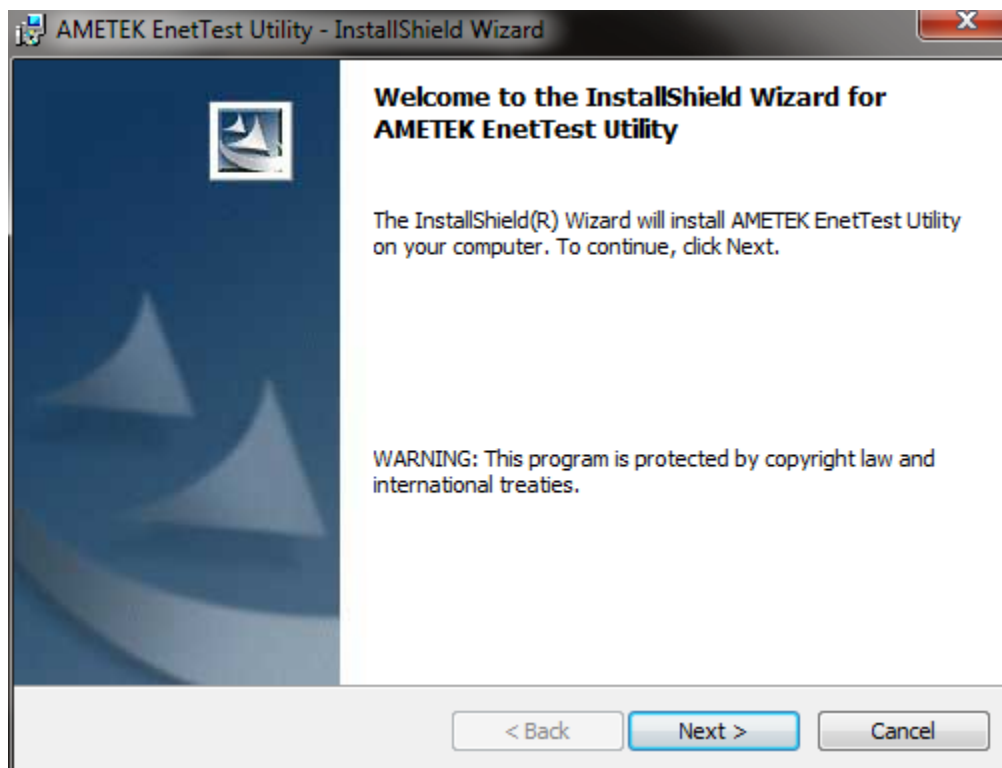 AMETEK EnetTest Utility - InstallShield Wizard
X
Welcome to the InstallShield Wizard for
AMETEK EnetTest Utility
The InstallShield(R) Wizard will install AMETEK EnetTest Utility
on your computer. To continue, click Next.
WARNING: This program is protected by copyright law and
international treaties.
< Back Next > Cancel